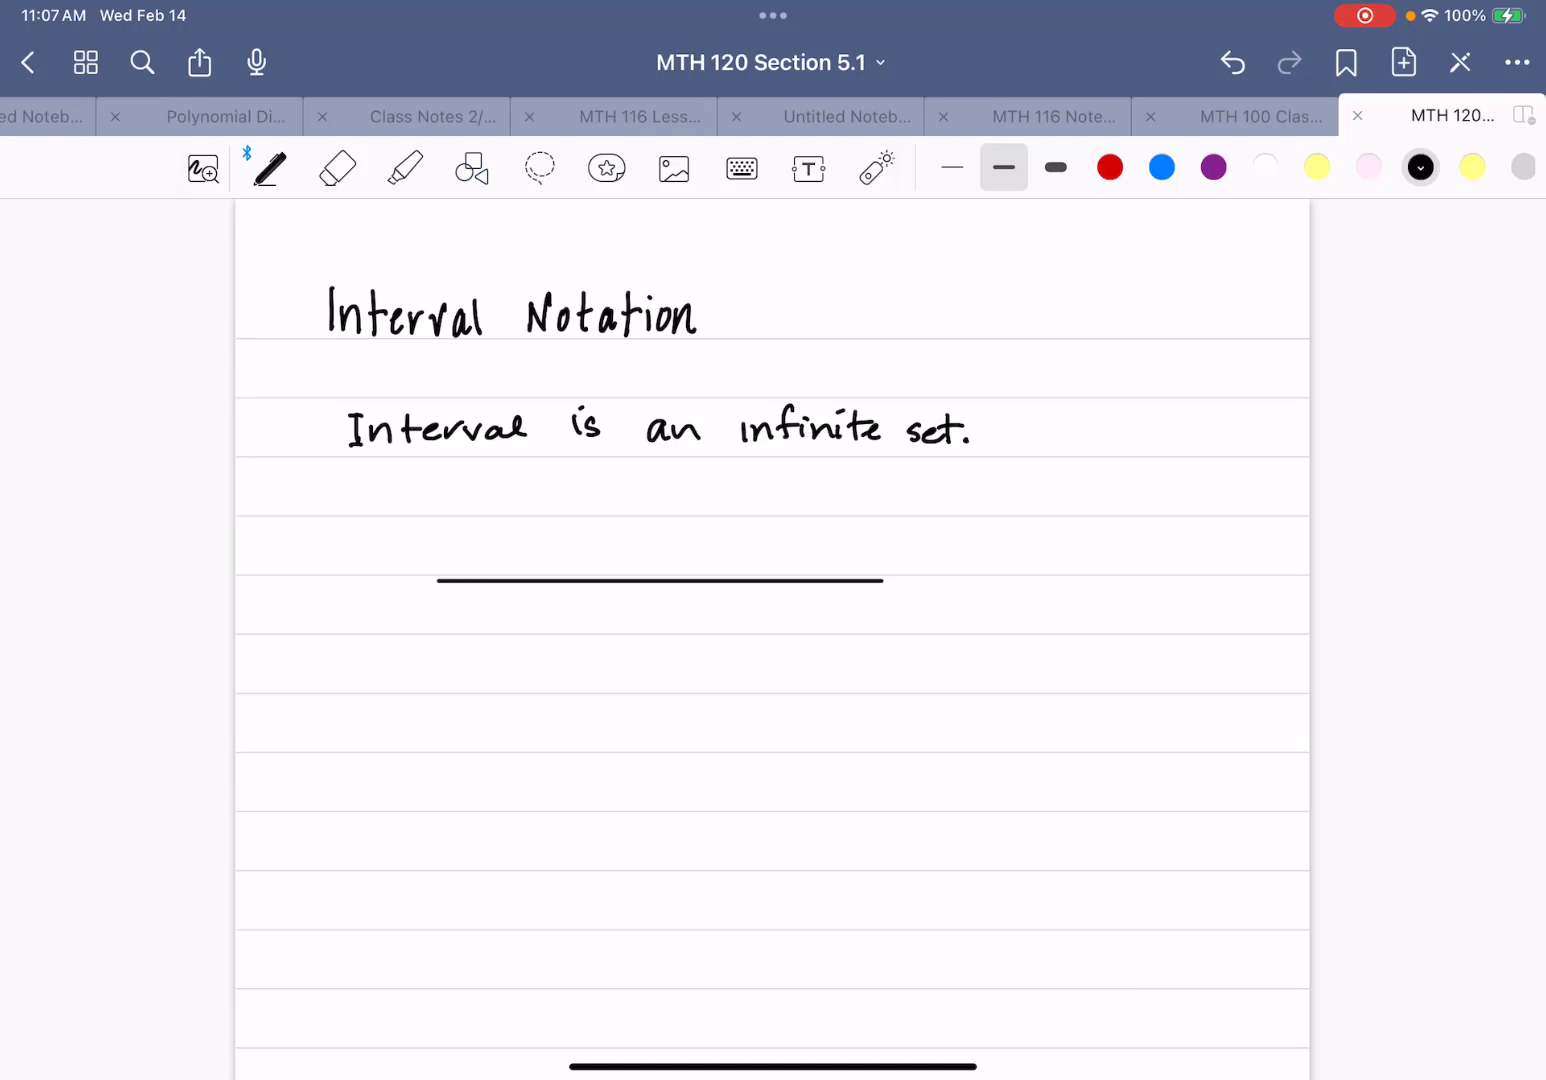 11:07 AM Wed Feb 14
100%
MTH 120 Section 5.1
ed Noteb...
Polynomial Di...
Class Notes 2/...
MTH 116 Less...
Untitled Noteb...
MTH 116 Note...
MTH 100 Clas...
MTH 120...
T
Interval Notation
Interval is an infinite set.